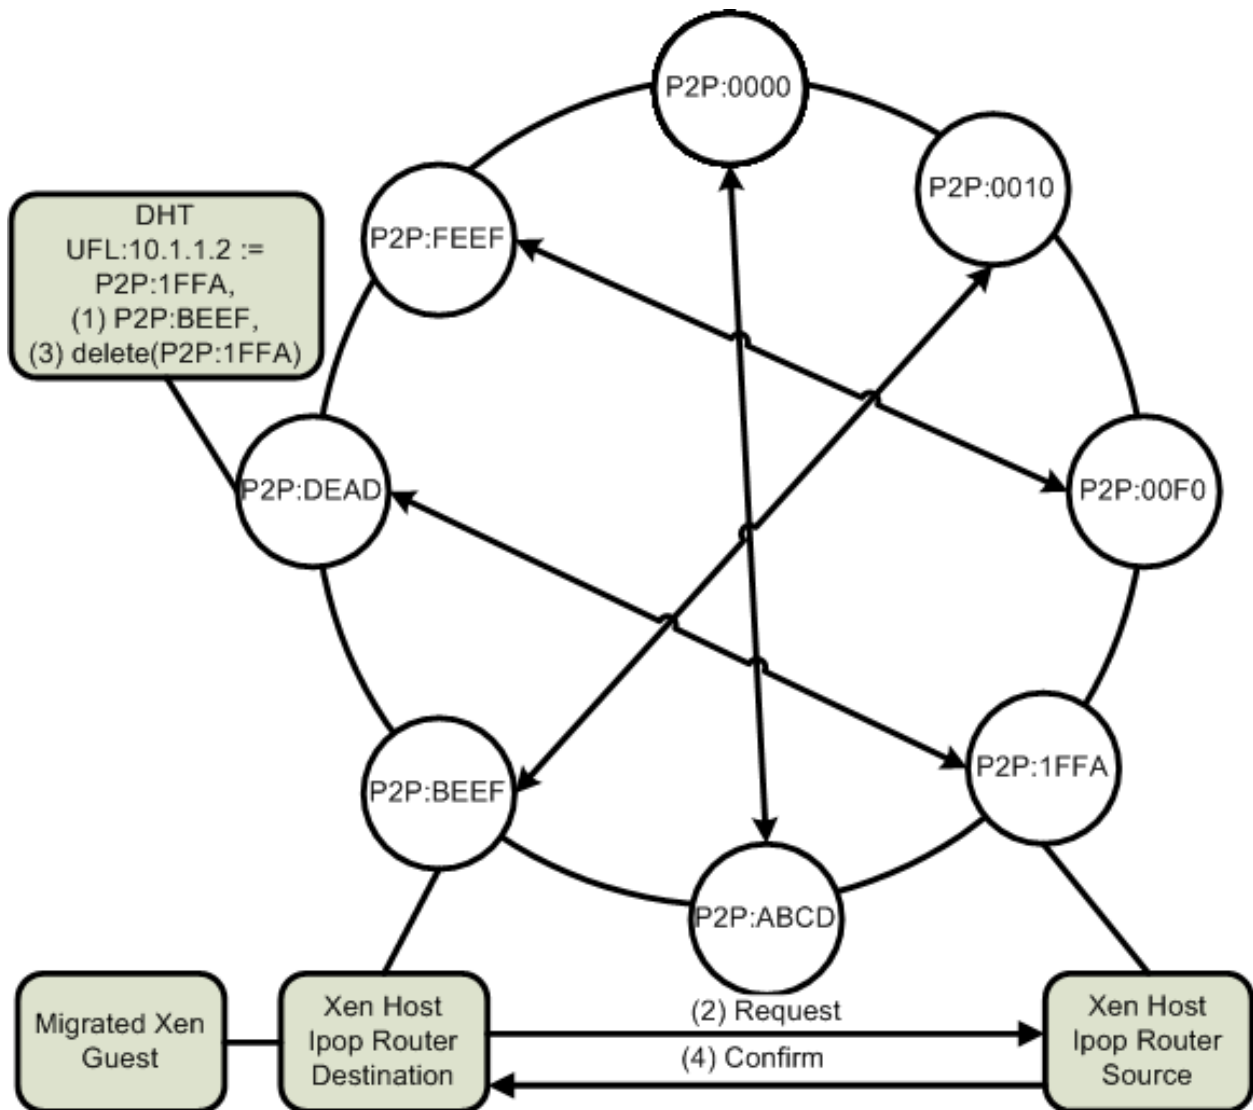 P2P:0000
P2P:0010
DHT
UFL:10.1.1.2 :=
P2P:1FFA,
(1) P2P:BEEF,
(3) delete(P2P:1FFA)
P2P:FEEF
P2P:DEAD
P2P:00F0
P2P:BEEF
P2P:1FFA
P2P:ABCD
Migrated Xen
Guest
Xen Host
Ipop Router
Destination
(2) Request
(4) Confirm
Xen Host
Ipop Router
Source